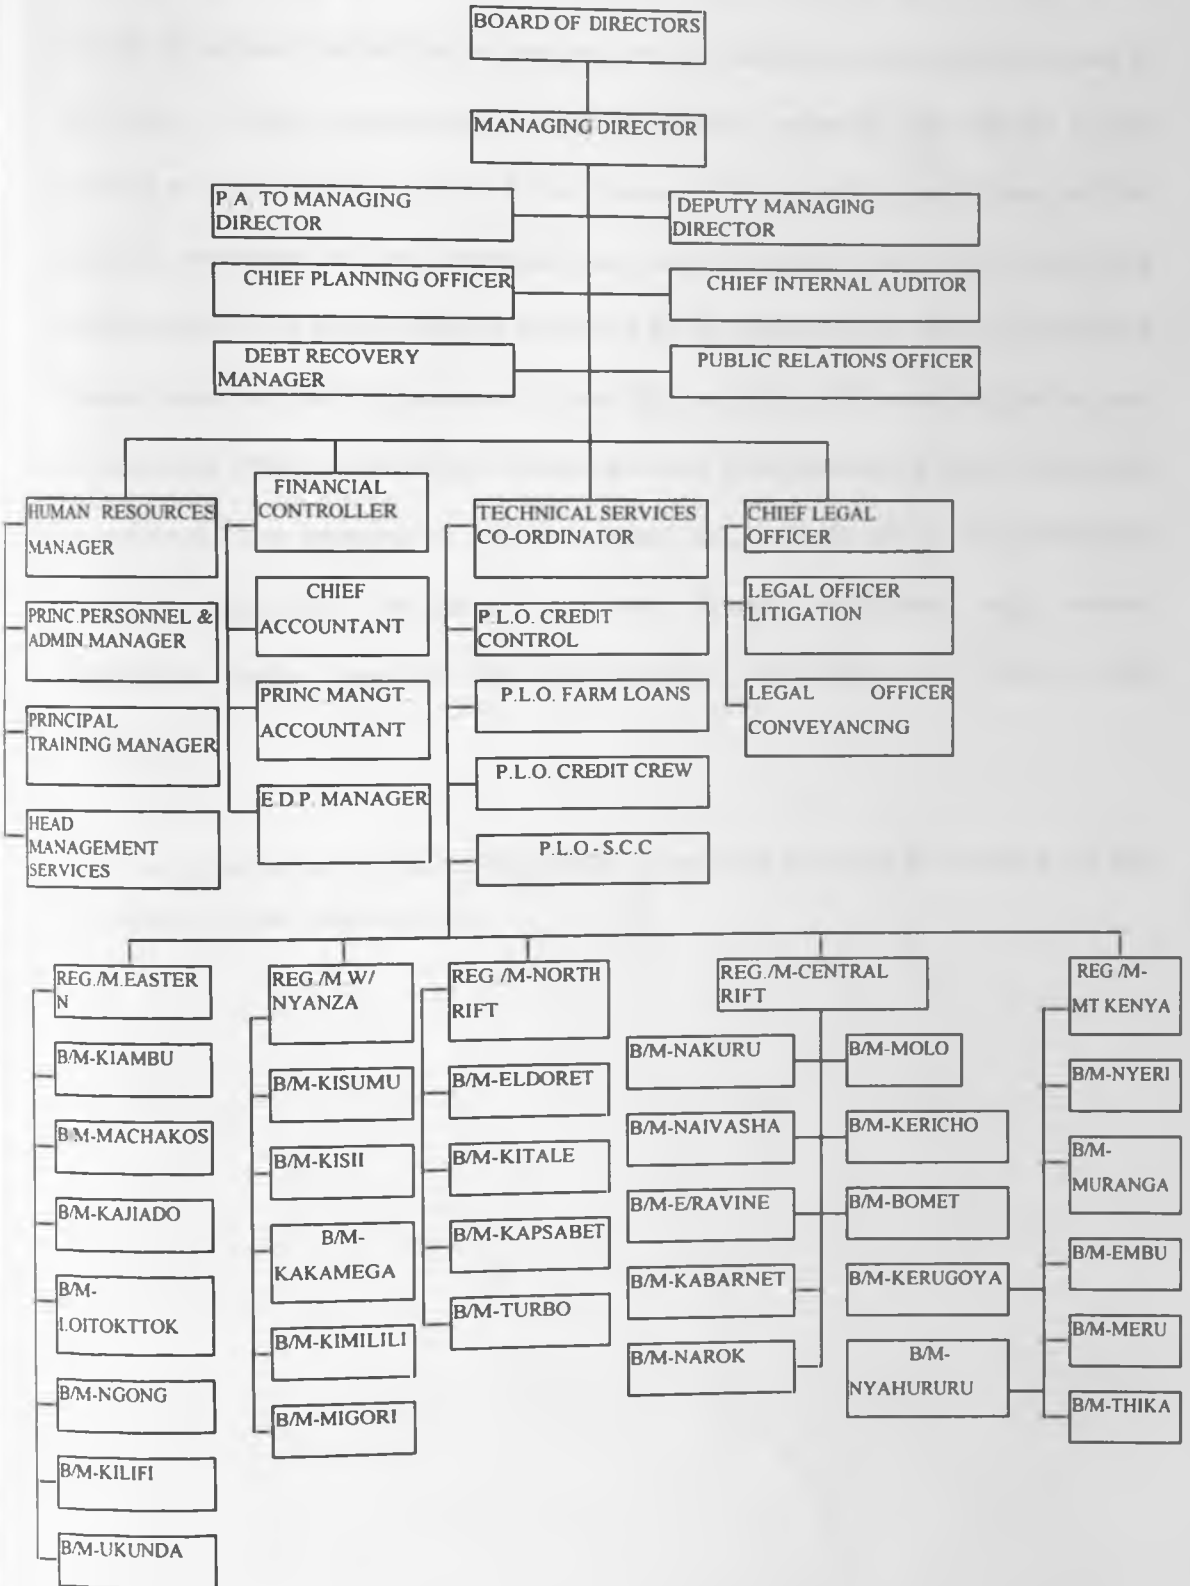 BOARD OF DIRECTORS
MANAGING DIRECTOR
P.A. TO MANAGING
DIRECTOR
DEPUTY MANAGING
DIRECTOR
CHIEF PLANNING OFFICER
CHIEF INTERNAL AUDITOR
DEBT RECOVERY
MANAGER
PUBLIC RELATIONS OFFICER
HUMAN RESOURCES
MANAGER
PRINC.PERSONNEL &
ADMIN.MANAGER
PRINCIPAL
TRAINING MANAGER
HEAD
MANAGEMENT
SERVICES
FINANCIAL
CONTROLLER
CHIEF
ACCOUNTANT
PRINC MANGT.
ACCOUNTANT
E.D.P. MANAGER
TECHNICAL SERVICES
CO-ORDINATOR
P.L.O. CREDIT
CONTROL
P.L.O. FARM LOANS
P.L.O. CREDIT CREW
P.L.O - S.C.C
CHIEF LEGAL
OFFICER
LEGAL OFFICER
LITIGATION
LEGAL OFFICER
CONVEYANCING
REG./M.EASTER
N
B/M-KIAMBU
B/M-MACHAKOS
B/M-KAJIADO
B/M-
LOITOKTTOK
B/M-NGONG
B/M-KILIFI
B/M-UKUNDA
REG./M W/
NYANZA
B/M-KISUMU
B/M-KISII
B/M-
KAKAMEGA
B/M-KIMILILI
B/M-MIGORI
REG /M-NORTH
RIFT
B/M-ELDORET
B/M-KITALE
B/M-KAPSABET
B/M-TURBO
REG./M-CENTRAL
RIFT
B/M-NAKURU
B/M-MOLO
B/M-NAIVASHA
B/M-KERICHO
B/M-E/RAVINE
B/M-BOMET
B/M-KABARNET
B/M-KERUGOYA
B/M-NAROK
B/M-
NYAHURURU
REG /M-
MT KENYA
B/M-NYERI
B/M-
MURANGA
B/M-EMBU
B/M-MERU
B/M-THIKA